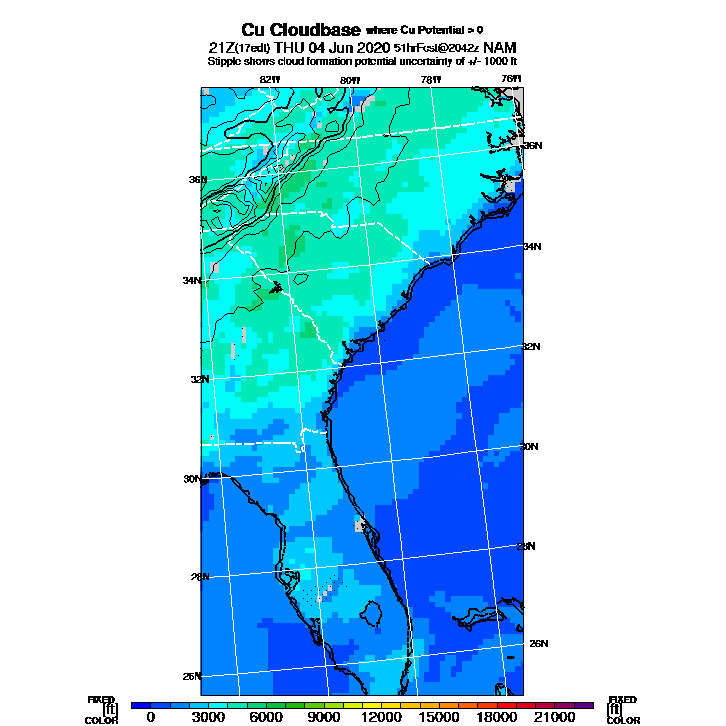 Cu Cloudbase where Cu Potential > 0
21Z(17edt) THU 04 Jun 2020 51hrFcst@2042z NAM
Stipple shows cloud formation potential uncertainty of +/- 1000 ft
82W 80W 78W 76W
36N
36N
34N
34N
32N
32N
30N
30N
28N
28N
26N
26N
FIXED FIXED
[ft] [ft]
COLOR COLOR
0 3000 6000 9000 12000 15000 18000 21000